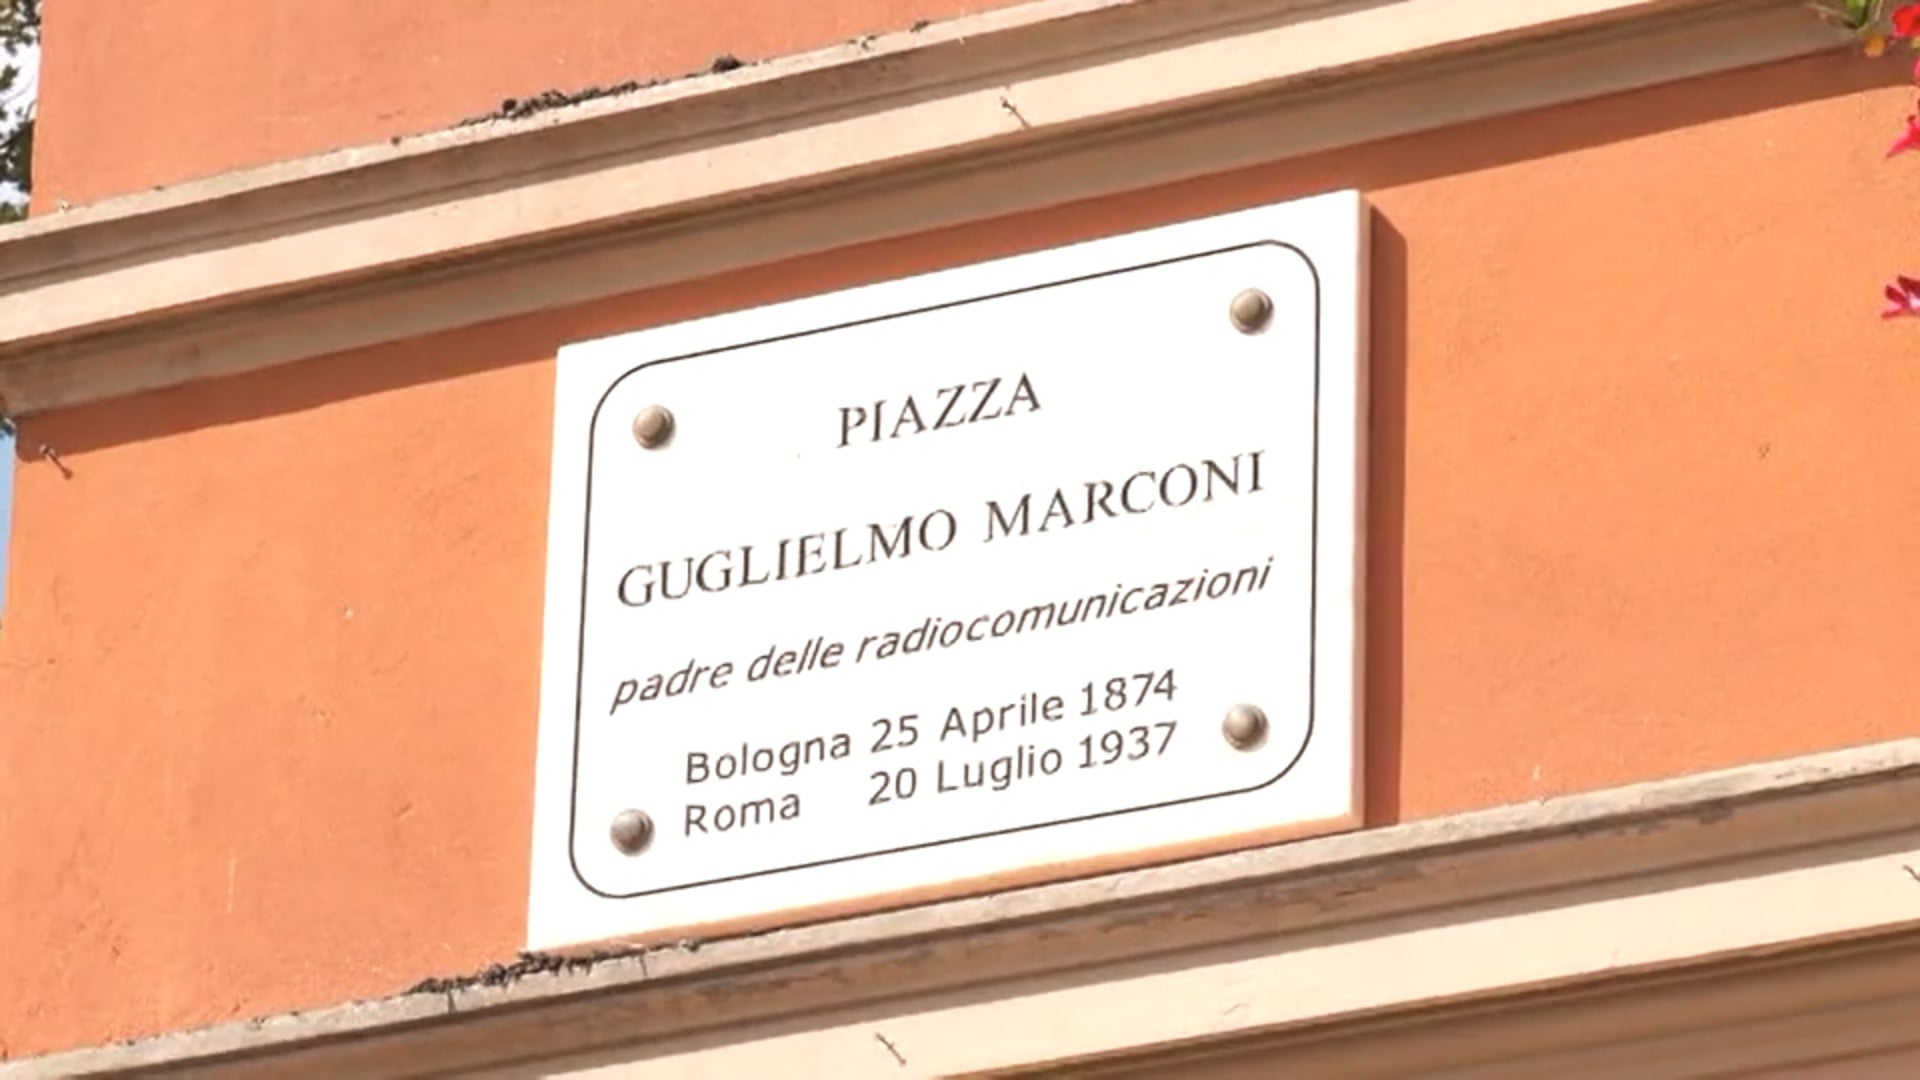 PIAZZA
GUGLIELMO MARCONI
padre delle radiocomunicazioni
Bologna 25 Aprile 1874
Roma 20 Luglio 1937